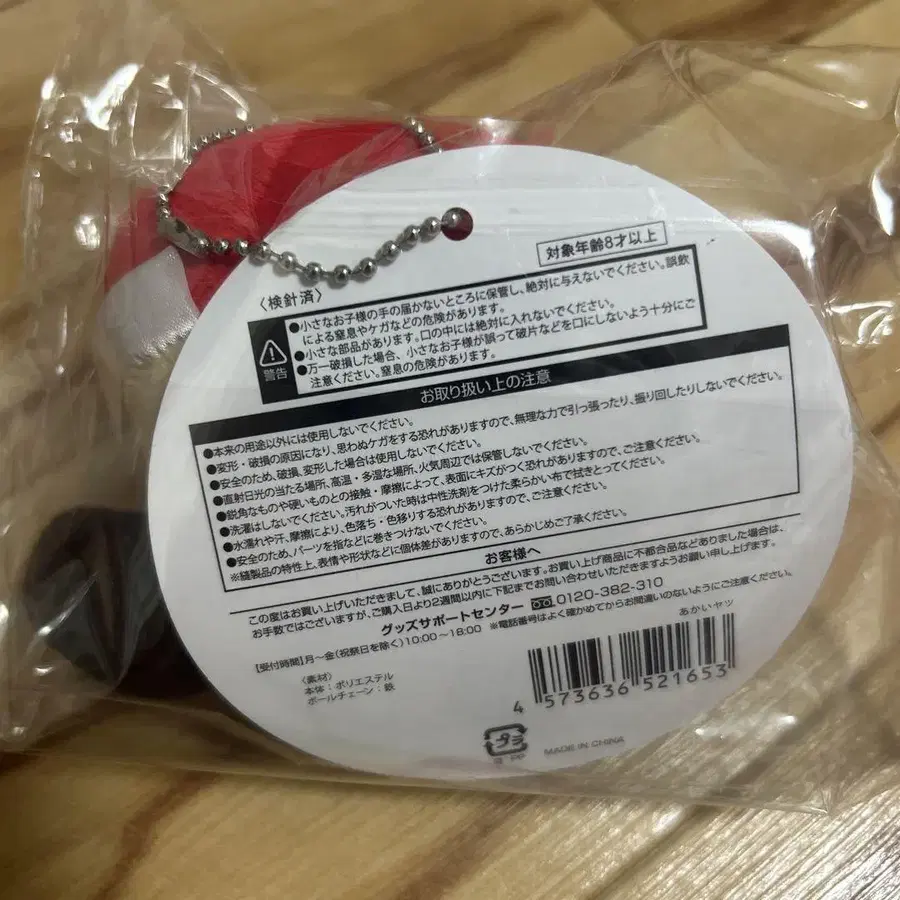 対象年齢8才以上
〈検針済〉
警告
●小さなお子様の手の届かないところに保管し、絶対に与えないでください。誤飲
による窒息やケガなどの危険があります。
●小さな部品があります。口の中には絶対に入れないでください。
●万一破損した場合、小さなお子様が誤って破片などを口にしないよう十分にご
注意ください。窒息の危険があります。
お取り扱い上の注意
●本来の用途以外には使用しないでください。
●変形・破損の原因になり、思わぬケガをする恐れがありますので、無理な力で引っ張ったり、振り回したりしないでください。
●安全のため、破損、変形した場合は使用しないでください。
●直射日光の当たる場所、高温・多湿な場所、火気周辺では保管しないでください。
●鋭角なものや硬いものとの接触・摩擦によって、表面にキズがつく恐れがありますので、ご注意ください。
●洗濯はしないでください。汚れがついた時は中性洗剤をつけた柔らかい布で拭きとってください。
●水濡れや汗、摩擦により、色落ち・色移りする恐れがありますので、ご注意ください。
●安全のため、パーツを指などに巻きつけないでください。
※縫製品の特性上、表情や形状などに個体差がありますので、あらかじめご了承ください。
お客様へ
この度はお買い上げいただきまして、誠にありがとうございます。お買い上げ商品に不都合品などありました場合は、
お手数ではございますが、ご購入日より2週間以内に下記までお問い合わせいただきますようお願い申し上げます。
グッズサポートセンター 0120-382-310
【受付時間】月〜金(祝祭日を除く)10:00〜18:00 ※電話番号はよく確かめてからお間違いのないようにご注意ください。
〈素材〉
本体：ポリエステル
ボールチェーン：鉄
あかいヤツ
4 573636 521653
プラ
袋:PP
MADE IN CHINA